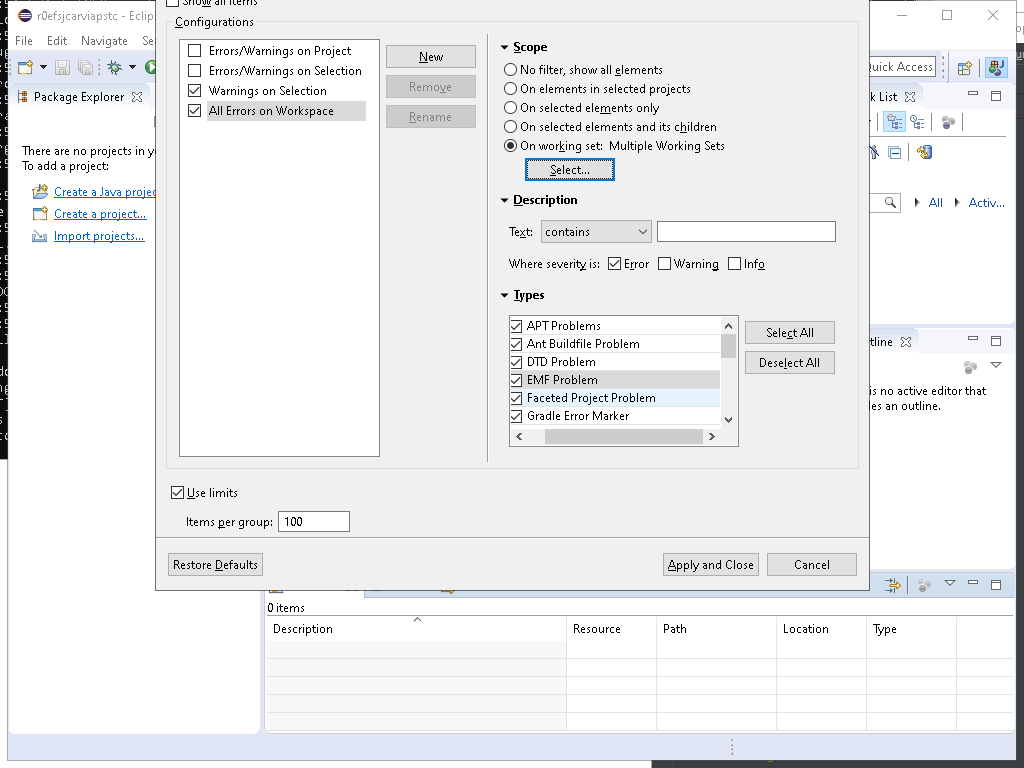 Show all items
r0efsjcarviapstc - Eclip
File Edit Navigate Se
Quick Access
Package Explorer
There are no projects in y
To add a project:
Create a Java projec
Create a project...
Import projects...
Configurations
Errors/Warnings on Project
Errors/Warnings on Selection
Warnings on Selection
All Errors on Workspace
New
Remove
Rename
Scope
No filter, show all elements
On elements in selected projects
On selected elements only
On selected elements and its children
On working set: Multiple Working Sets
Select...
Description
Text: contains
Where severity is: Error Warning Info
Types
APT Problems
Ant Buildfile Problem
DTD Problem
EMF Problem
Faceted Project Problem
Gradle Error Marker
Select All
Deselect All
Use limits
Items per group: 100
Restore Defaults
Apply and Close
Cancel
k List
All Activ...
tline
is no active editor that
es an outline.
0 items
Description Resource Path Location Type